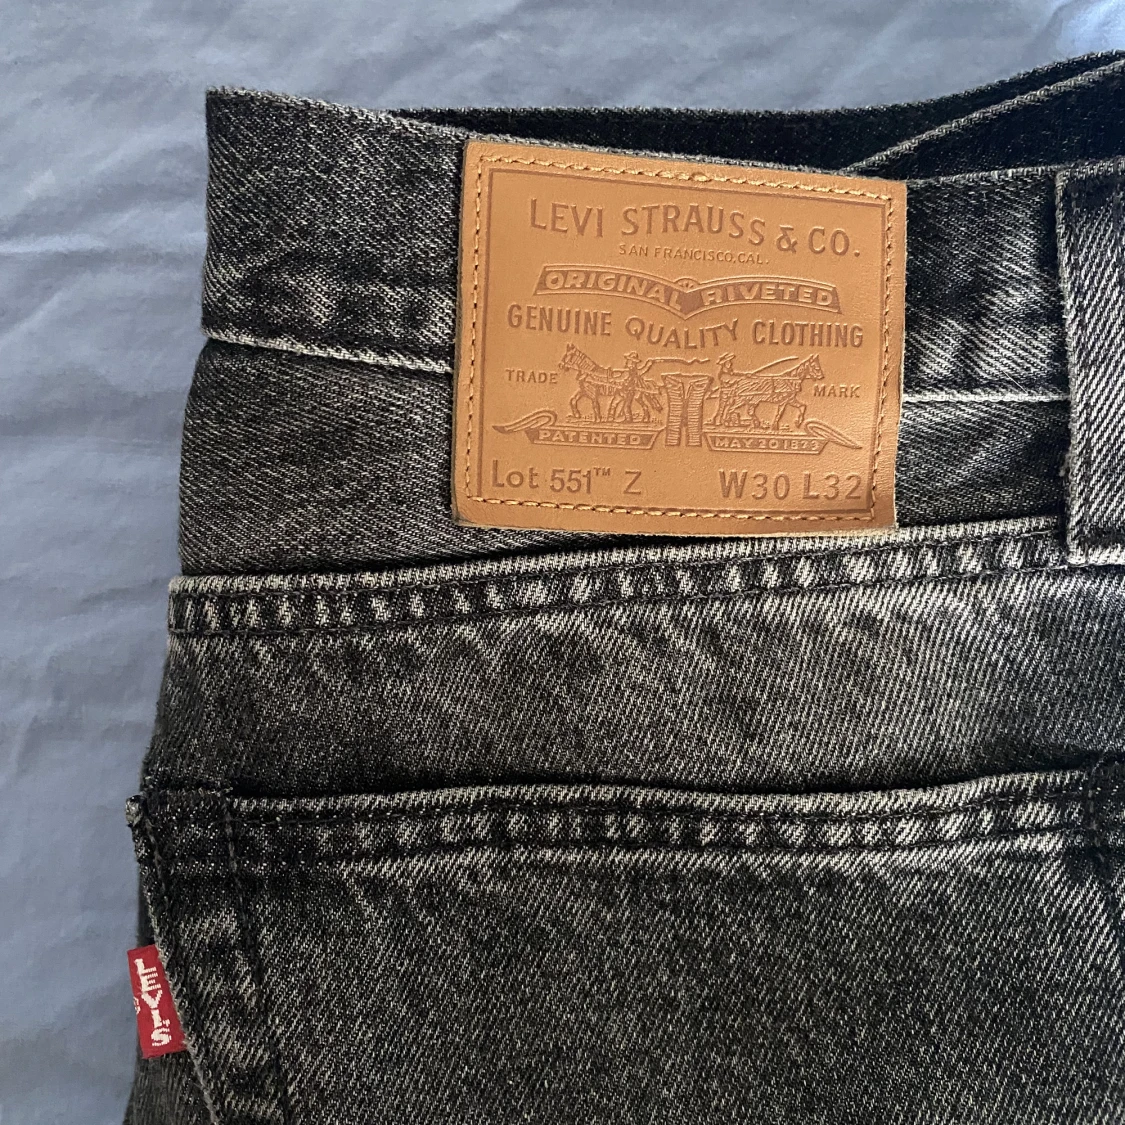 LEVI STRAUSS & CO.
SAN FRANCISCO, CAL.
ORIGINAL RIVETED
GENUINE QUALITY CLOTHING
TRADE MARK
PATENTED MAY 20 1873
Lot 551™ Z W30 L32
LEVI'S